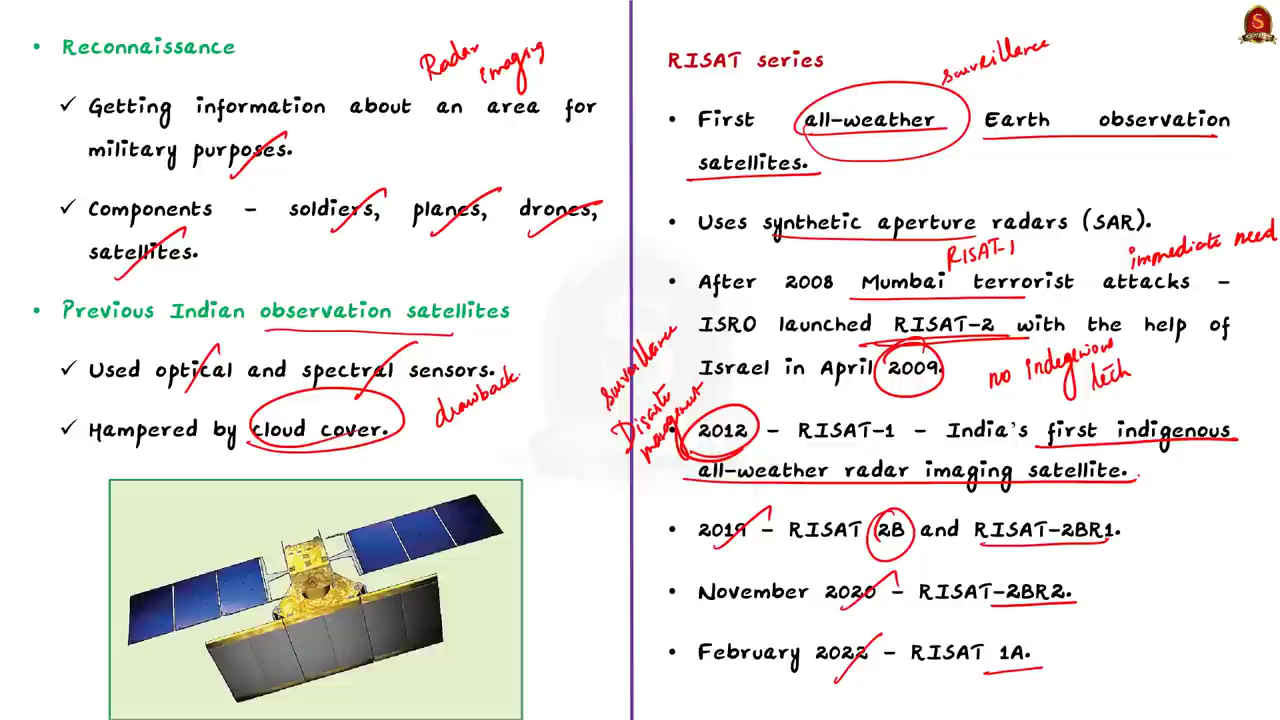 • Reconnaissance
Radar
imaging
✓ Getting information about an area for
military purposes.
✓ Components - soldiers, planes, drones,
satellites.
• Previous Indian observation satellites
✓ Used optical and spectral sensors.
✓ Hampered by cloud cover.
drawback.
RISAT series
surveillance
• First all-weather Earth observation
satellites.
• Uses synthetic aperture radars (SAR).
RISAT-1
immediate need
• After 2008 Mumbai terrorist attacks -
ISRO launched RISAT-2 with the help of
Israel in April 2009.
no indegenious
tech
surveillance
Disaster
management
• 2012 - RISAT-1 - India's first indigenous
all-weather radar imaging satellite.
• 2019 - RISAT 2B and RISAT-2BR1.
• November 2020 - RISAT-2BR2.
• February 2022 - RISAT 1A.
S